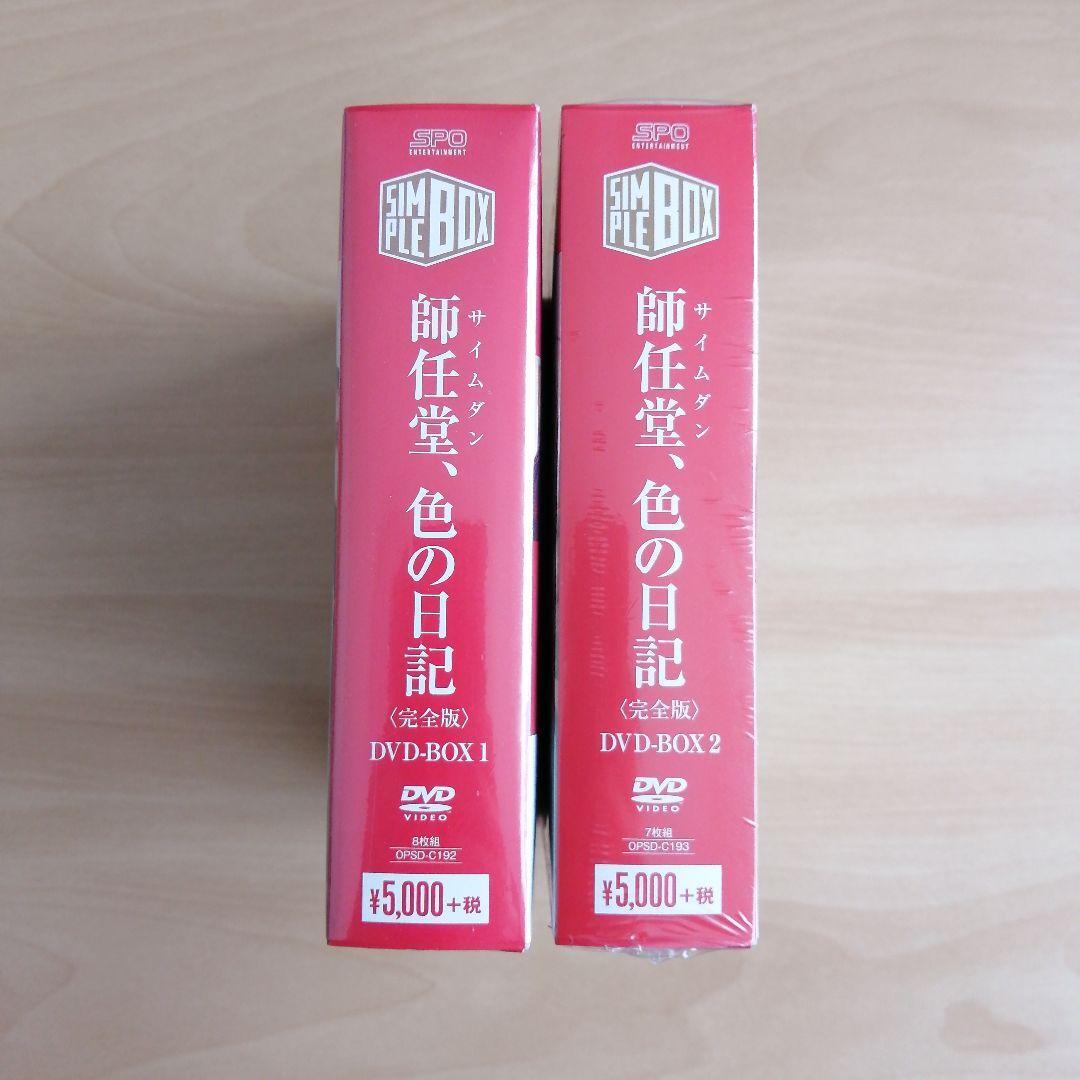 SPO
ENTERTAINMENT
SIMPLE BOX
師任堂、色の日記
サイムダン
〈完全版〉
DVD-BOX 1
DVD
VIDEO
8枚組
OPSD-C192
¥5,000+税
SPO
ENTERTAINMENT
SIMPLE BOX
師任堂、色の日記
サイムダン
〈完全版〉
DVD-BOX 2
DVD
VIDEO
7枚組
OPSD-C193
¥5,000+税